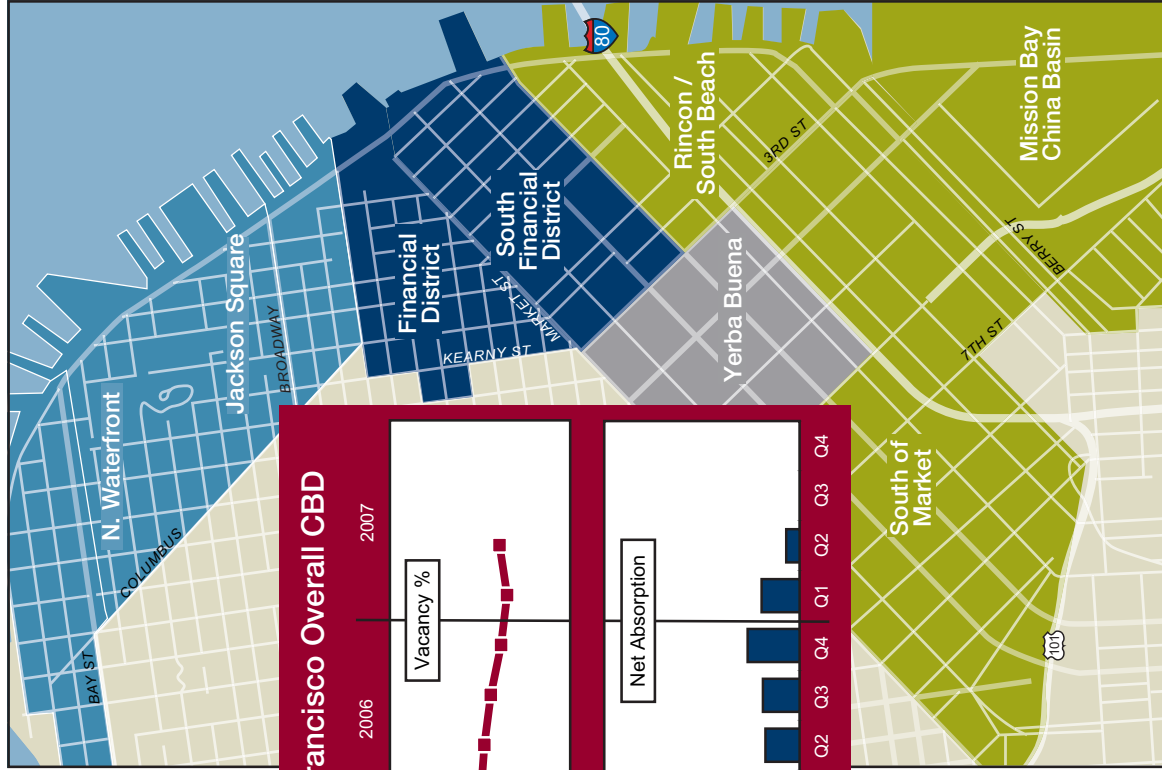 N. Waterfront
Jackson Square
BAY ST
COLUMBUS
BROADWAY
Financial
District
KEARNY ST
MARKET ST
South
Financial
District
80
Rincon /
South Beach
3RD ST
Yerba Buena
Mission Bay
China Basin
BERRY ST
7TH ST
South of
Market
101
rancisco Overall CBD
2006
2007
Vacancy %
Net Absorption
Q2
Q3
Q4
Q1
Q2
Q3
Q4